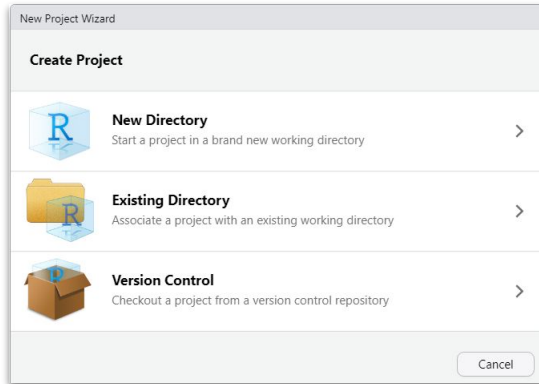 New Project Wizard
Create Project
R
New Directory
Start a project in a brand new working directory
R
Existing Directory
Associate a project with an existing working directory
R
Version Control
Checkout a project from a version control repository
Cancel